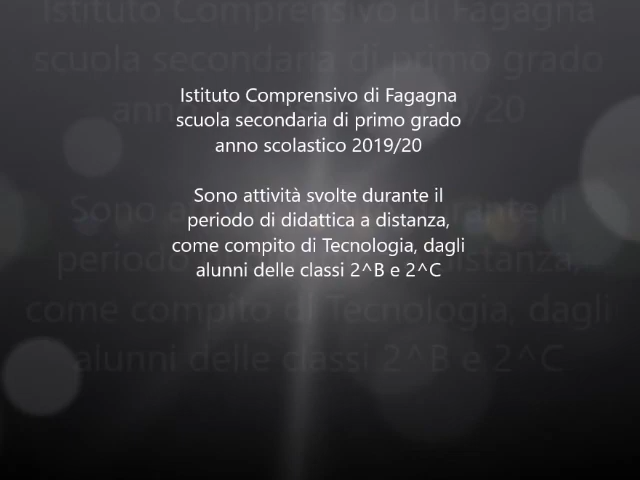 Istituto Comprensivo di Fagagna
scuola secondaria di primo grado
anno scolastico 2019/20
Sono attività svolte durante il
periodo di didattica a distanza,
come compito di Tecnologia, dagli
alunni delle classi 2^B e 2^C